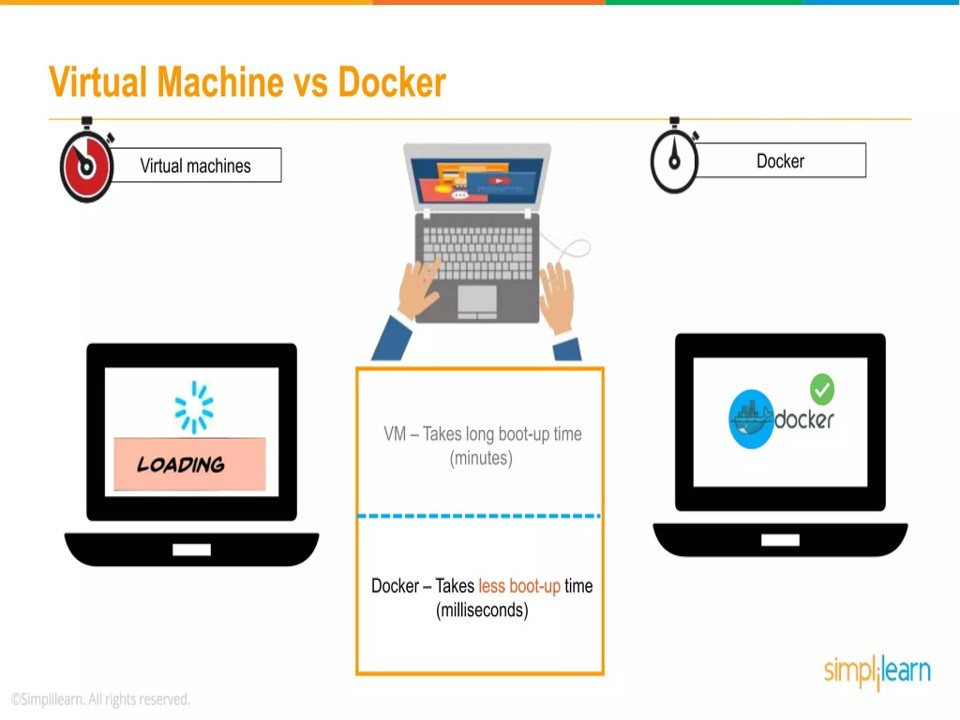 Virtual Machine vs Docker
Virtual machines
Docker
LOADING
docker
VM – Takes long boot-up time
(minutes)
Docker – Takes less boot-up time
(milliseconds)
simplilearn
©Simplilearn. All rights reserved.